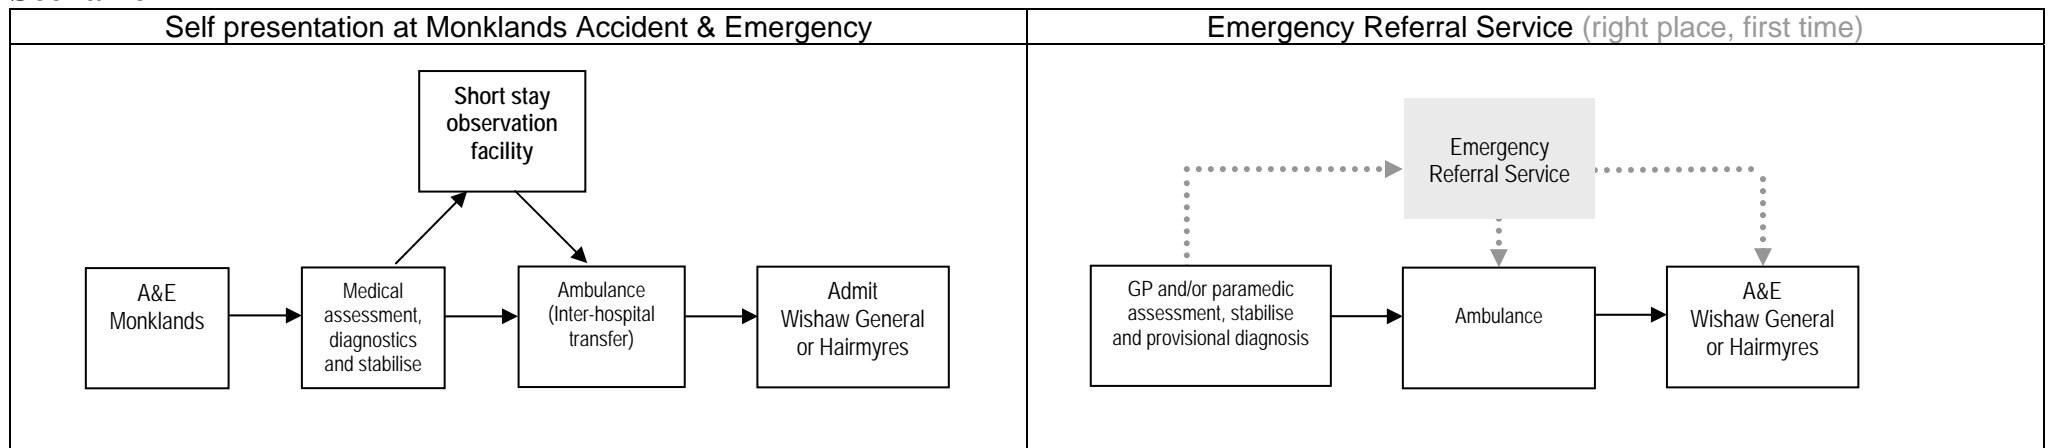 Self presentation at Monklands Accident & Emergency
Emergency Referral Service (right place, first time)
Short stay
observation
facility
A&E
Monklands
Medical
assessment,
diagnostics
and stabilise
Ambulance
(Inter-hospital
transfer)
Admit
Wishaw General
or Hairmyres
Emergency
Referral Service
GP and/or paramedic
assessment, stabilise
and provisional diagnosis
Ambulance
A&E
Wishaw General
or Hairmyres